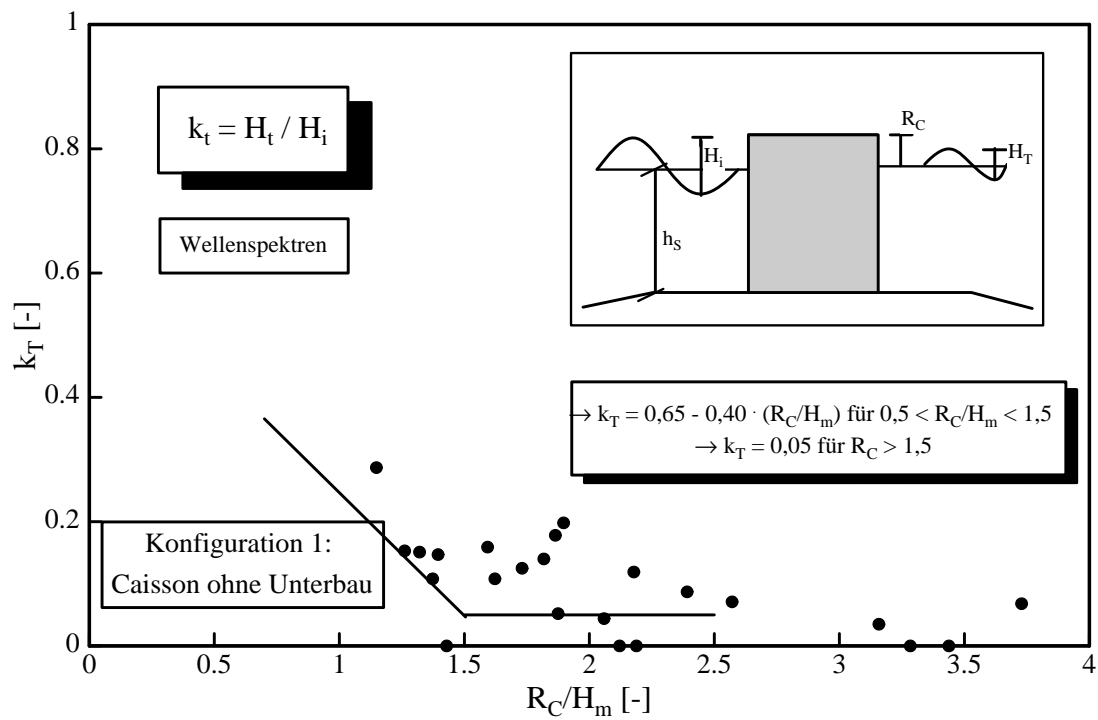 1
0.8
0.6
0.4
0.2
0
k_T [-]
k_t = H_t / H_i
Wellenspektren
H_i
R_C
H_T
h_S
→ k_T = 0,65 - 0,40 · (R_C/H_m) für 0,5 < R_C/H_m < 1,5
→ k_T = 0,05 für R_C > 1,5
Konfiguration 1:
Caisson ohne Unterbau
0 0.5 1 1.5 2 2.5 3 3.5 4
R_C/H_m [-]